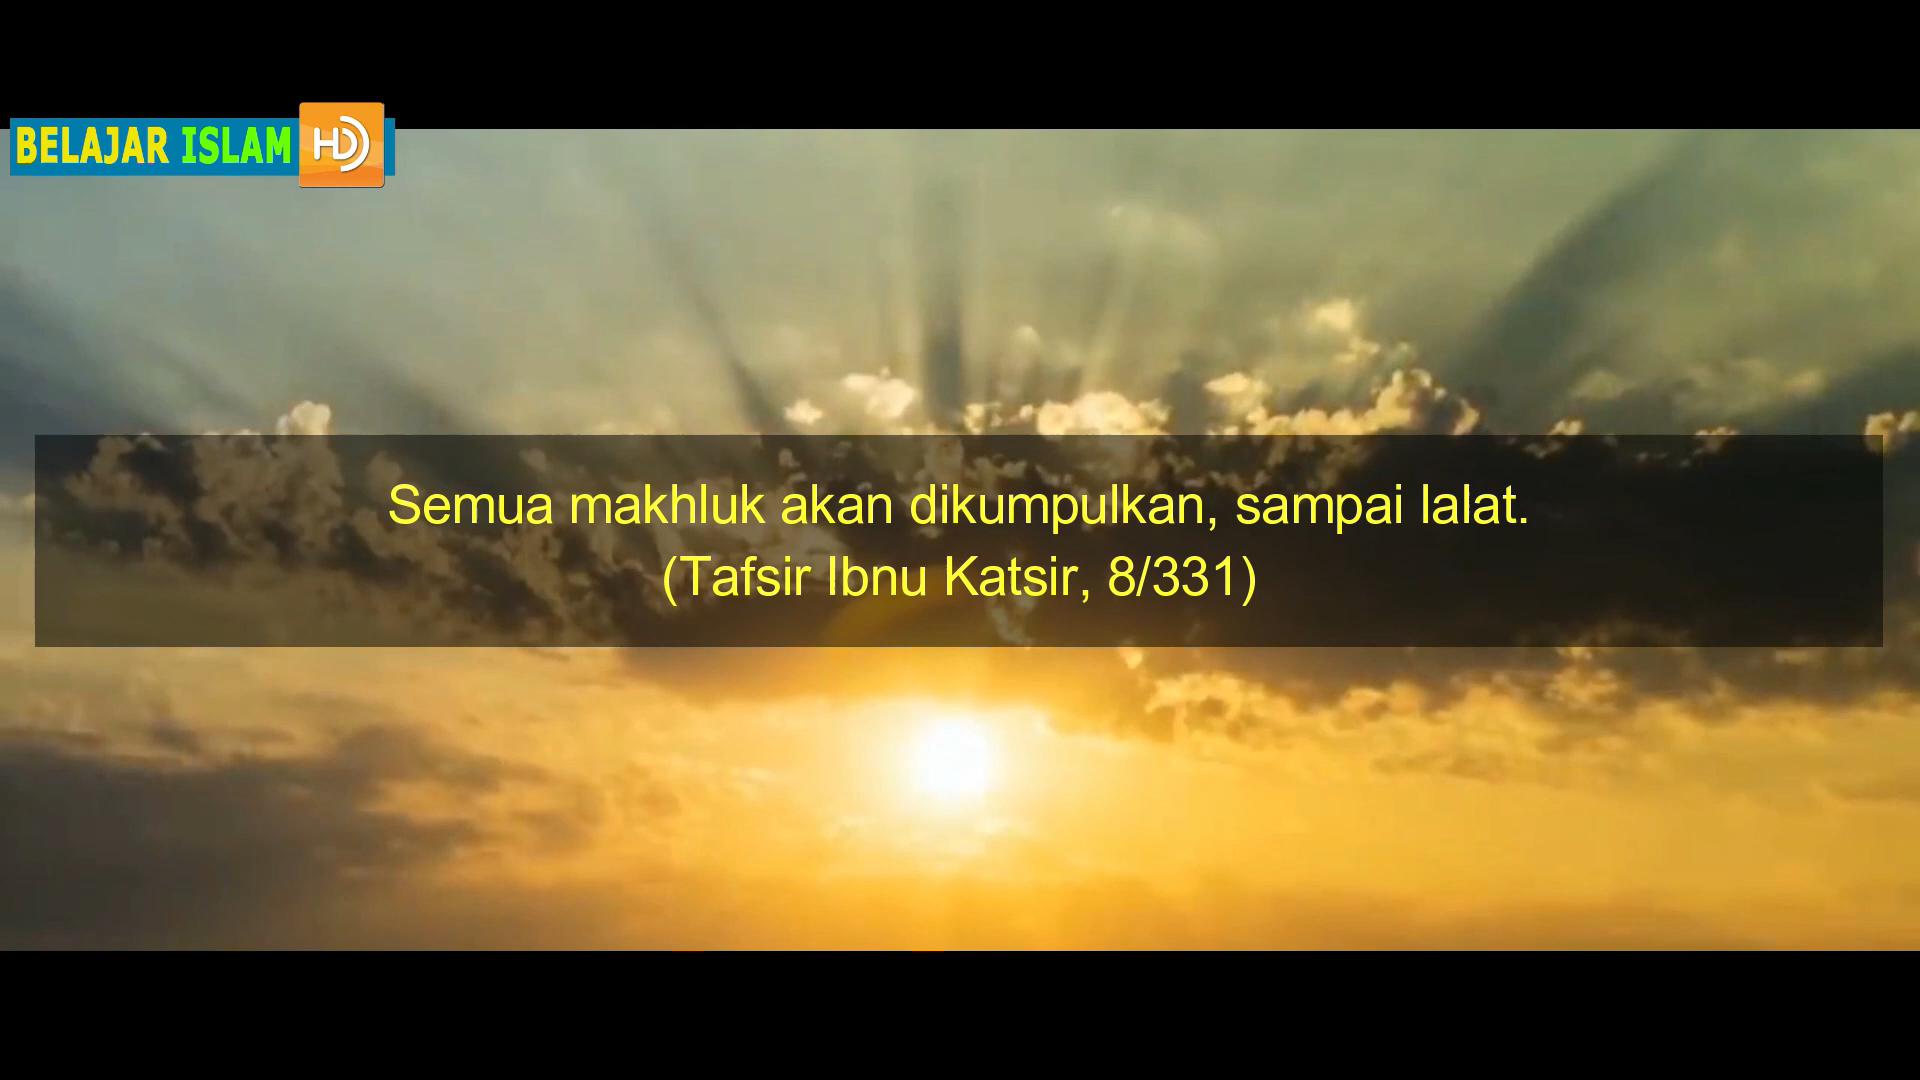 BELAJAR ISLAM HD
Semua makhluk akan dikumpulkan, sampai lalat.
(Tafsir Ibnu Katsir, 8/331)